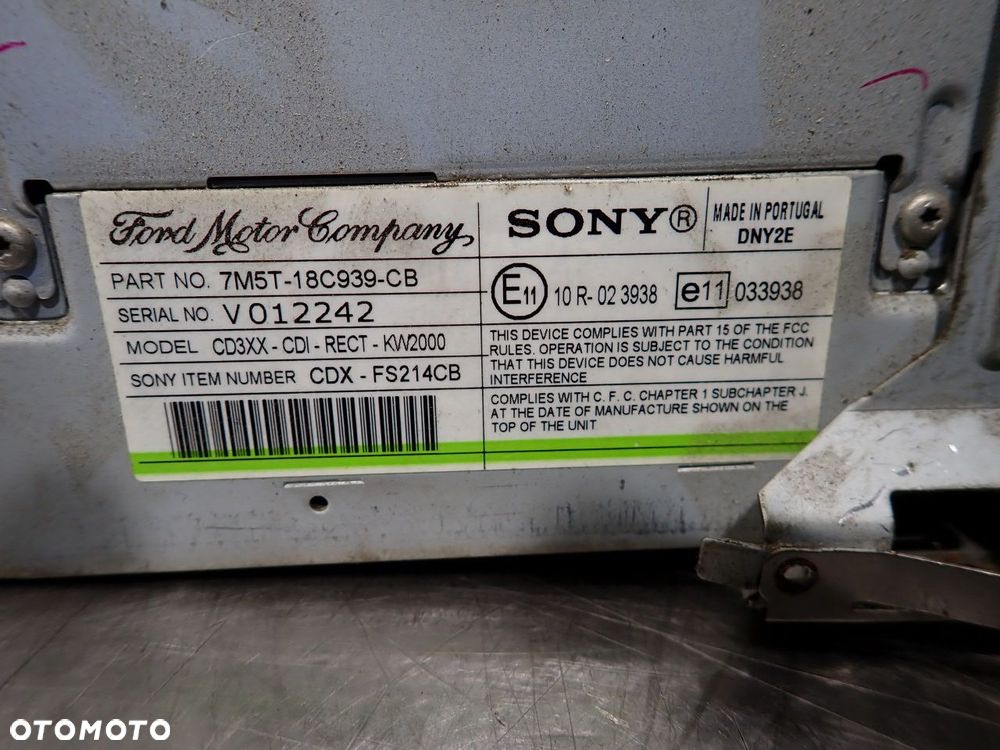 Ford Motor Company
PART NO. 7M5T-18C939-CB
SERIAL NO. V012242
MODEL CD3XX - CDI - RECT - KW2000
SONY ITEM NUMBER CDX - FS214CB
SONY®
MADE IN PORTUGAL
DNY2E
E11 10 R- 02 3938 e11 033938
THIS DEVICE COMPLIES WITH PART 15 OF THE FCC
RULES. OPERATION IS SUBJECT TO THE CONDITION
THAT THIS DEVICE DOES NOT CAUSE HARMFUL
INTERFERENCE
COMPLIES WITH C. F. C. CHAPTER 1 SUBCHAPTER J.
AT THE DATE OF MANUFACTURE SHOWN ON THE
TOP OF THE UNIT
OTOMOTO